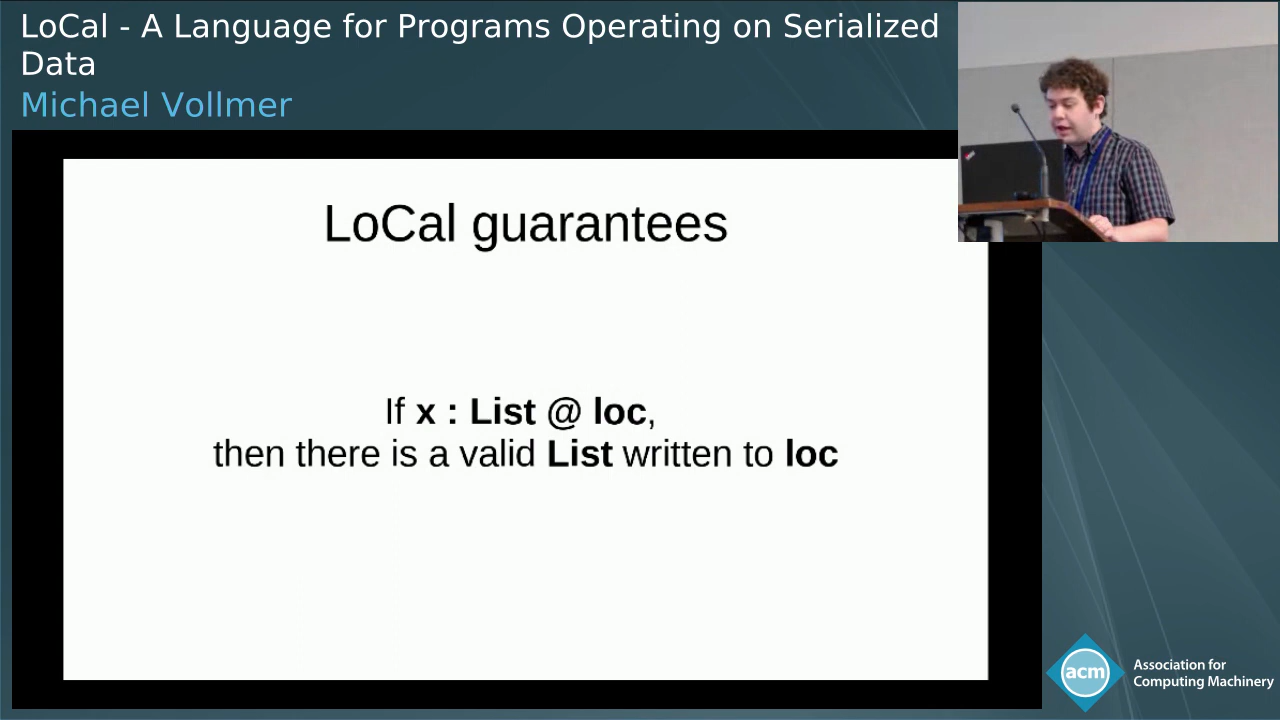 LoCal - A Language for Programs Operating on Serialized
Data
Michael Vollmer
LoCal guarantees
If x : List @ loc,
then there is a valid List written to loc
acm
Association for
Computing Machinery